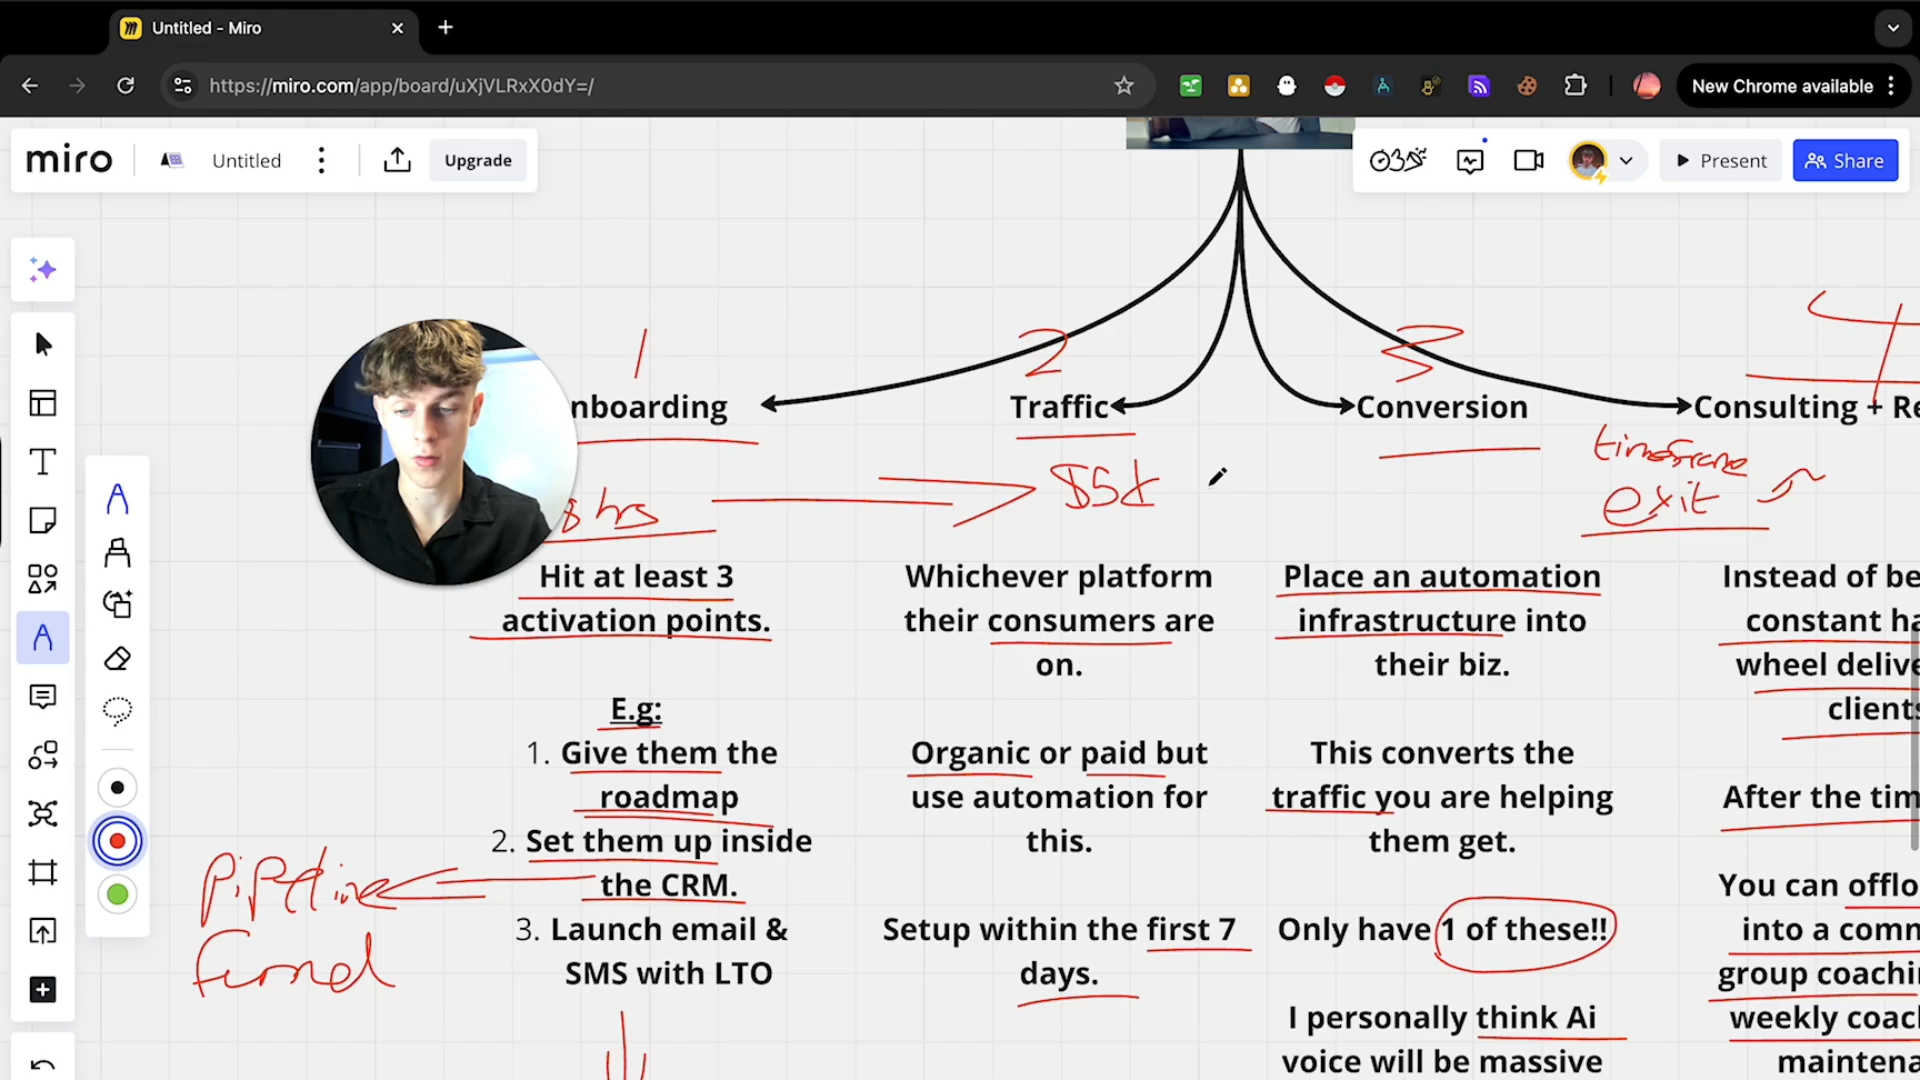 Untitled - Miro
https://miro.com/app/board/uXjVLRxX0dY=/
New Chrome available
miro
Untitled
Upgrade
Present
Share
1
2
3
4
nboarding
Traffic
Conversion
Consulting + Re
timeframe
exit
8 hrs
Hit at least 3
activation points.
E.g:
1. Give them the
roadmap
2. Set them up inside
the CRM.
3. Launch email &
SMS with LTO
Pipeline
funnel
Whichever platform
their consumers are
on.
Organic or paid but
use automation for
this.
Setup within the first 7
days.
Place an automation
infrastructure into
their biz.
This converts the
traffic you are helping
them get.
Only have 1 of these!!
I personally think Ai
voice will be massive
Instead of be
constant ha
wheel delive
clients
After the tim
You can offlo
into a comm
group coachin
weekly coac
maintena